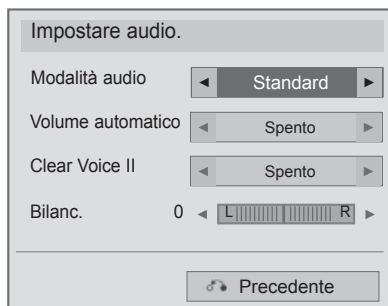 Impostare audio.
Modalità audio ◄ Standard ►
Volume automatico ◄ Spento ►
Clear Voice II ◄ Spento ►
Bilanc. 0 ◄ L R ►
Precedente